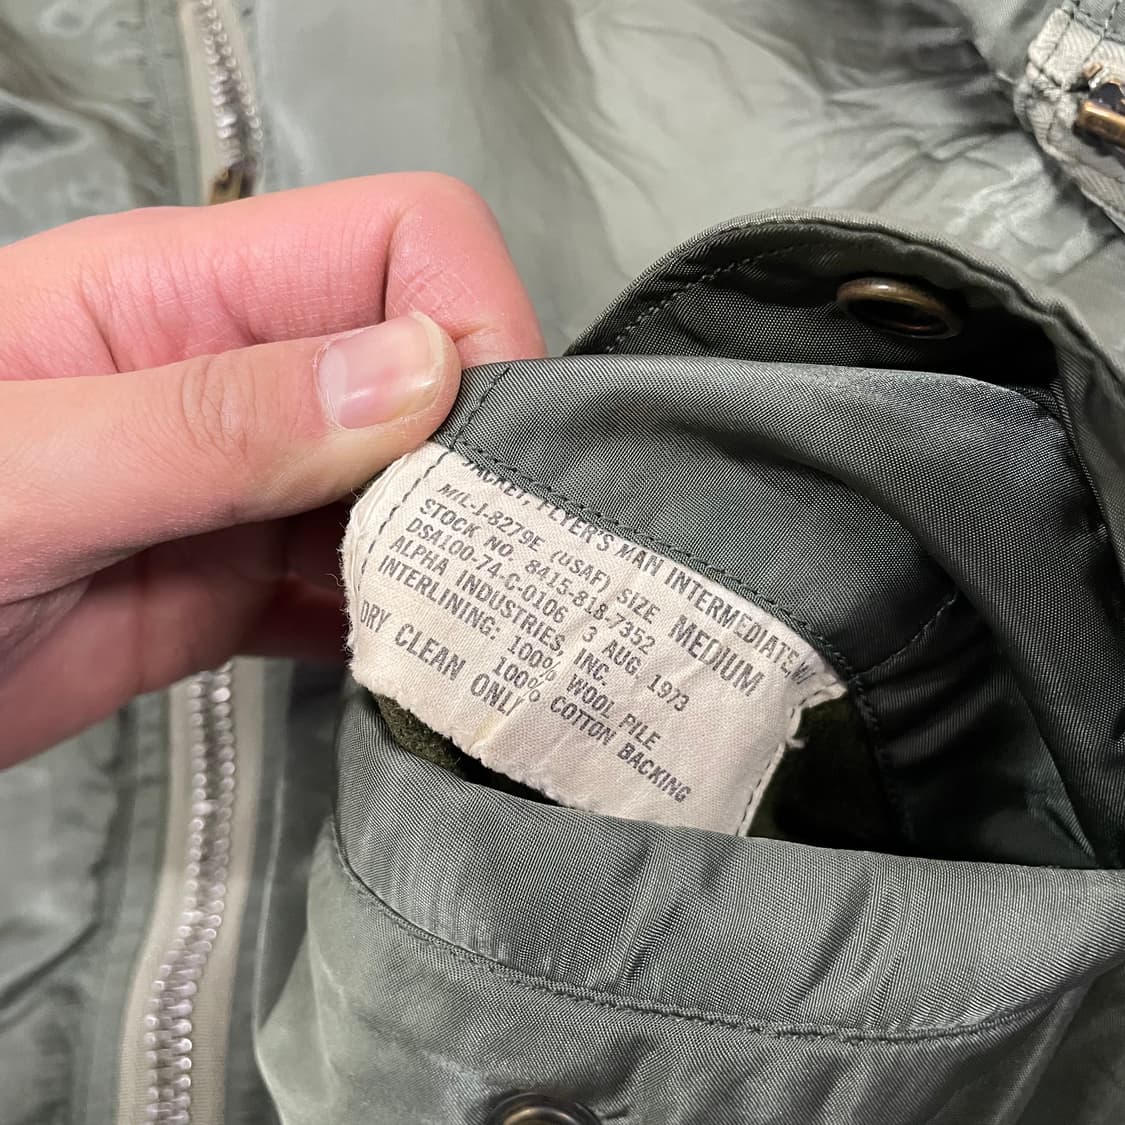 JACKET, FLYER'S MAN INTERMEDIATE W/
MIL-J-8279E (USAF) SIZE MEDIUM
STOCK NO. 8415-818-7352
DSA100-74-C-0106 3 AUG. 1973
ALPHA INDUSTRIES, INC.
INTERLINING: 100% WOOL PILE
100% COTTON BACKING
DRY CLEAN ONLY